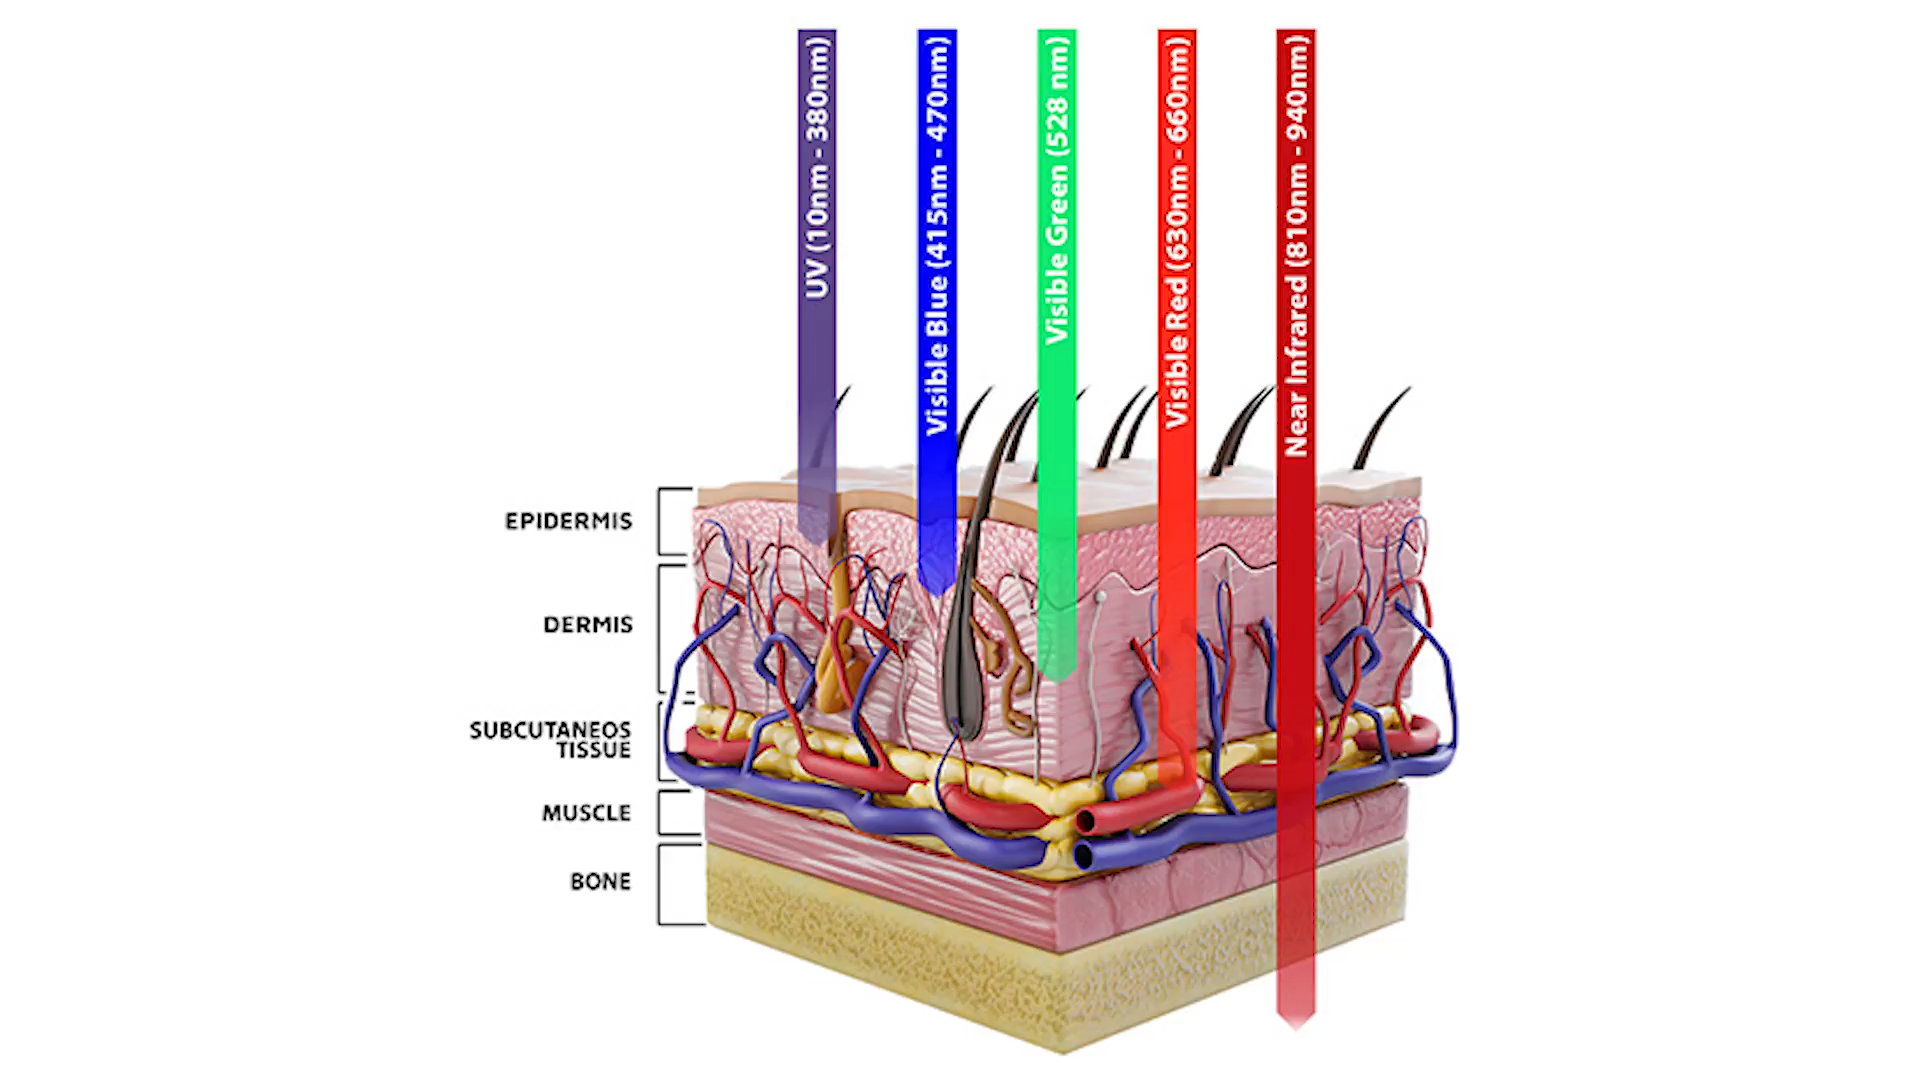 UV (10nm - 380nm)
Visible Blue (415nm - 470nm)
Visible Green (528 nm)
Visible Red (630nm - 660nm)
Near Infrared (810nm - 940nm)
EPIDERMIS
DERMIS
SUBCUTANEOS
TISSUE
MUSCLE
BONE